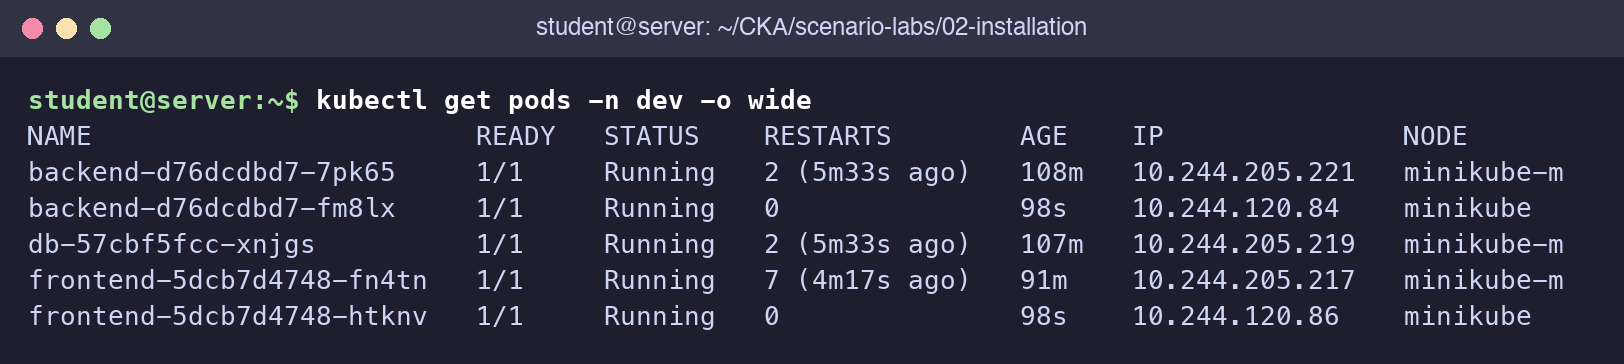 student@server: ~/CKA/scenario-labs/02-installation
student@server:~$ kubectl get pods -n dev -o wide
NAME READY STATUS RESTARTS AGE IP NODE
backend-d76dcdbd7-7pk65 1/1 Running 2 (5m33s ago) 108m 10.244.205.221 minikube-m
backend-d76dcdbd7-fm8lx 1/1 Running 0 98s 10.244.120.84 minikube
db-57cbf5fcc-xnjgs 1/1 Running 2 (5m33s ago) 107m 10.244.205.219 minikube-m
frontend-5dcb7d4748-fn4tn 1/1 Running 7 (4m17s ago) 91m 10.244.205.217 minikube-m
frontend-5dcb7d4748-htknv 1/1 Running 0 98s 10.244.120.86 minikube